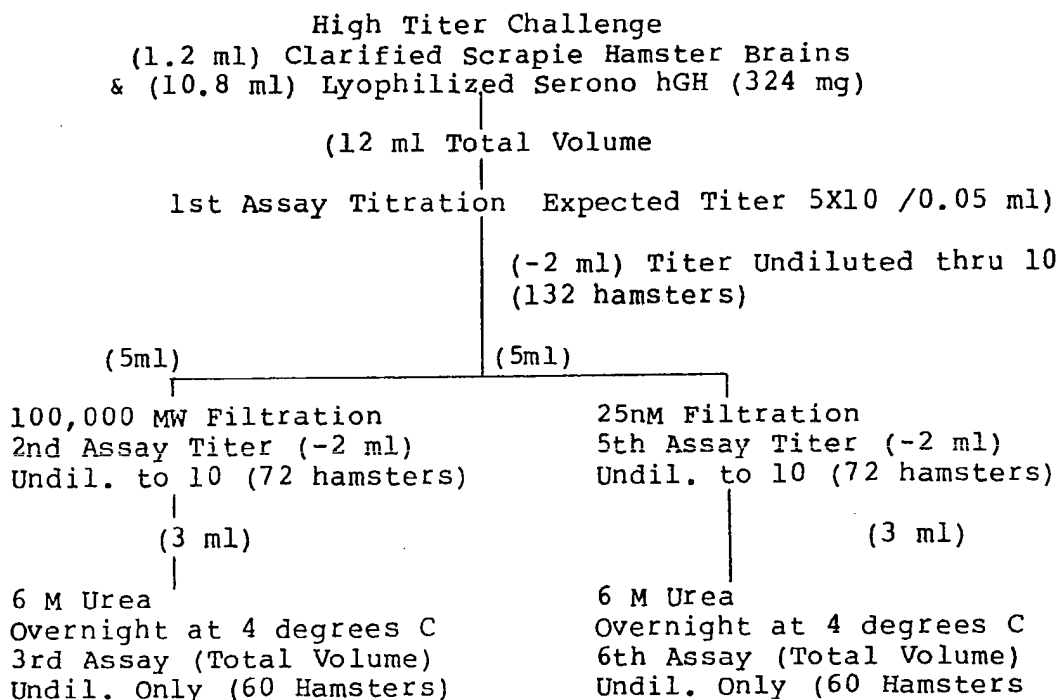 High Titer Challenge
(1.2 ml) Clarified Scrapie Hamster Brains
& (10.8 ml) Lyophilized Serono hGH (324 mg)
(12 ml Total Volume
1st Assay Titration Expected Titer 5X10 /0.05 ml)
(-2 ml) Titer Undiluted thru 10
(132 hamsters)
(5ml) (5ml)
100,000 MW Filtration
2nd Assay Titer (-2 ml)
Undil. to 10 (72 hamsters)
(3 ml)
6 M Urea
Overnight at 4 degrees C
3rd Assay (Total Volume)
Undil. Only (60 Hamsters)
25nM Filtration
5th Assay Titer (-2 ml)
Undil. to 10 (72 hamsters)
(3 ml)
6 M Urea
Overnight at 4 degrees C
6th Assay (Total Volume)
Undil. Only (60 Hamsters